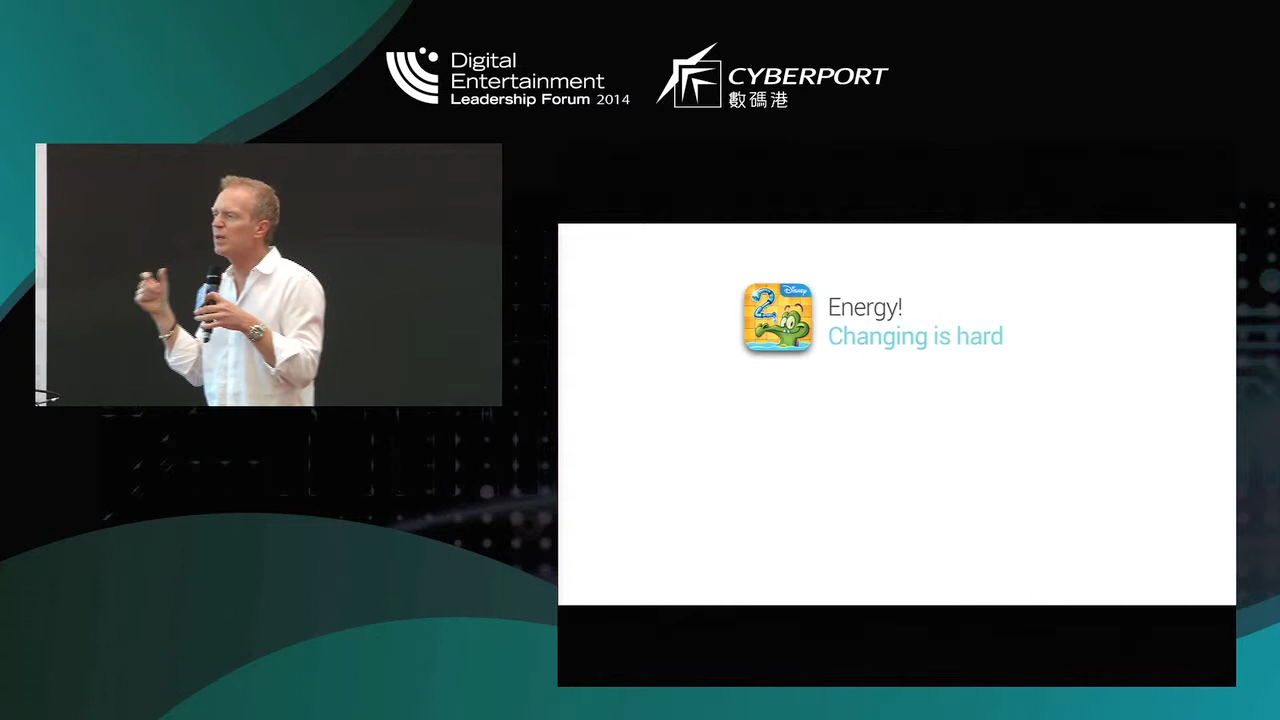 Digital
Entertainment
Leadership Forum 2014
CYBERPORT
數碼港
2
Disney
Energy!
Changing is hard